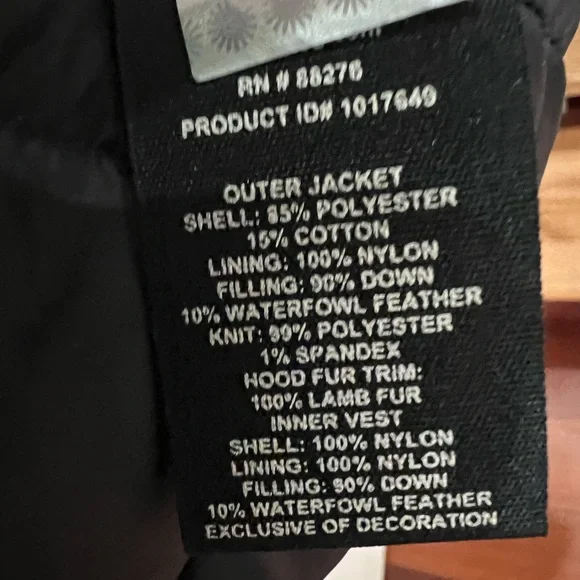 RN # 88276
PRODUCT ID# 1017649
OUTER JACKET
SHELL: 85% POLYESTER
15% COTTON
LINING: 100% NYLON
FILLING: 90% DOWN
10% WATERFOWL FEATHER
KNIT: 99% POLYESTER
1% SPANDEX
HOOD FUR TRIM:
100% LAMB FUR
INNER VEST
SHELL: 100% NYLON
LINING: 100% NYLON
FILLING: 90% DOWN
10% WATERFOWL FEATHER
EXCLUSIVE OF DECORATION